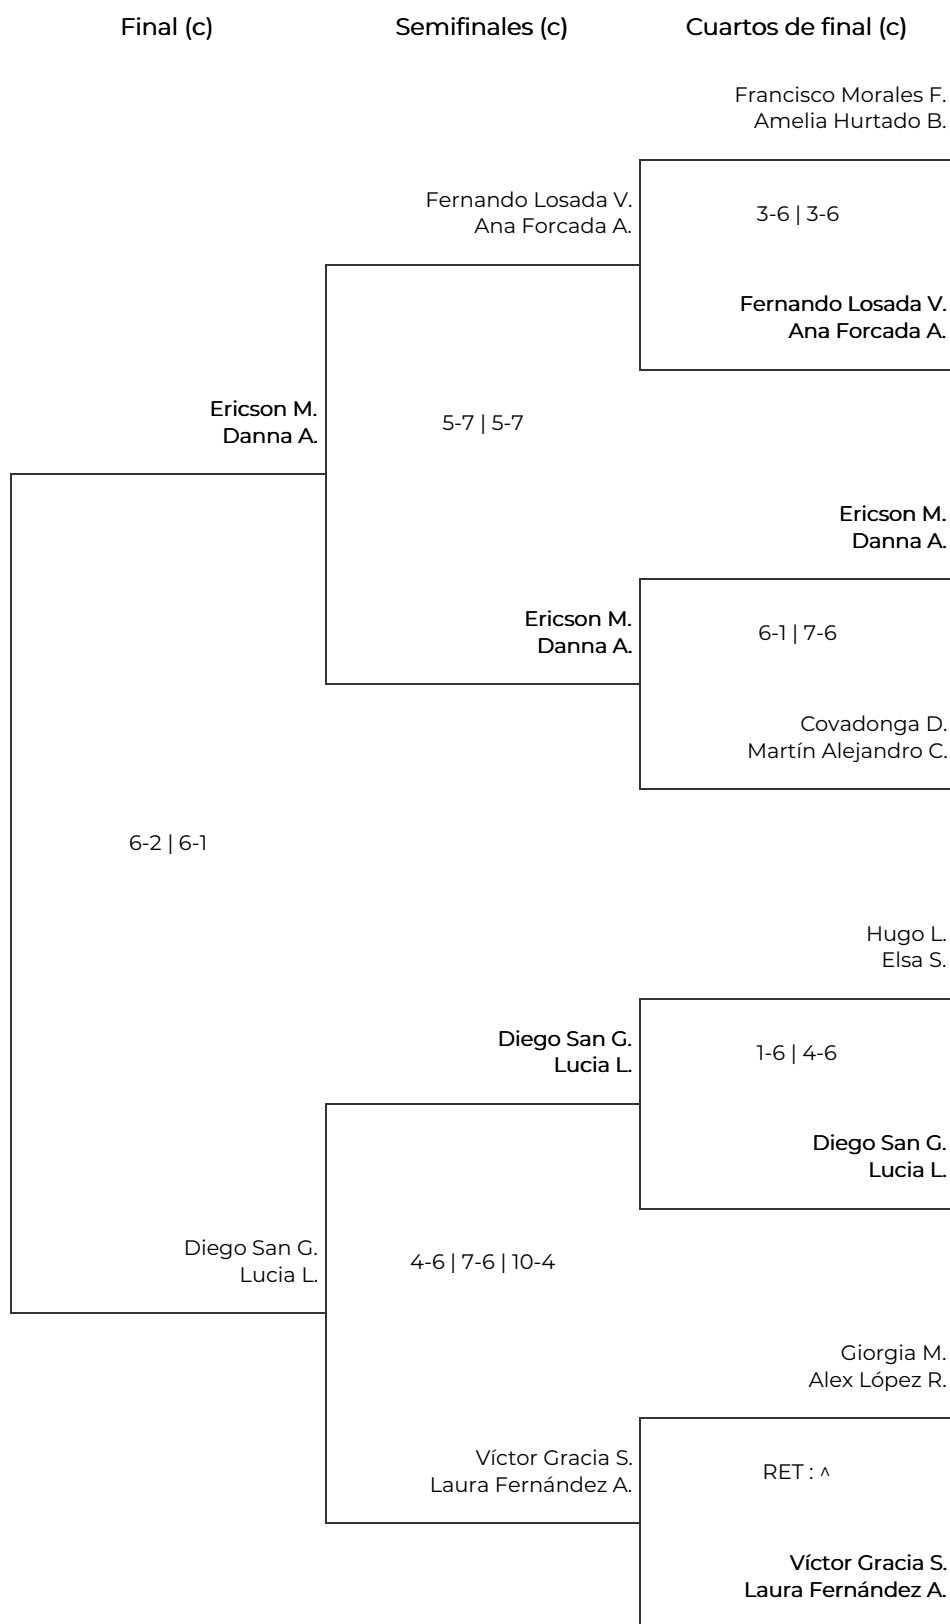 Final (c)
Semifinales (c)
Cuartos de final (c)
Francisco Morales F.
Amelia Hurtado B.
Fernando Losada V.
Ana Forcada A.
3-6 | 3-6
Fernando Losada V.
Ana Forcada A.
Ericson M.
Danna A.
5-7 | 5-7
Ericson M.
Danna A.
Ericson M.
Danna A.
6-1 | 7-6
Covadonga D.
Martín Alejandro C.
6-2 | 6-1
Hugo L.
Elsa S.
Diego San G.
Lucia L.
1-6 | 4-6
Diego San G.
Lucia L.
Diego San G.
Lucia L.
4-6 | 7-6 | 10-4
Giorgia M.
Alex López R.
Víctor Gracia S.
Laura Fernández A.
RET : ^
Víctor Gracia S.
Laura Fernández A.